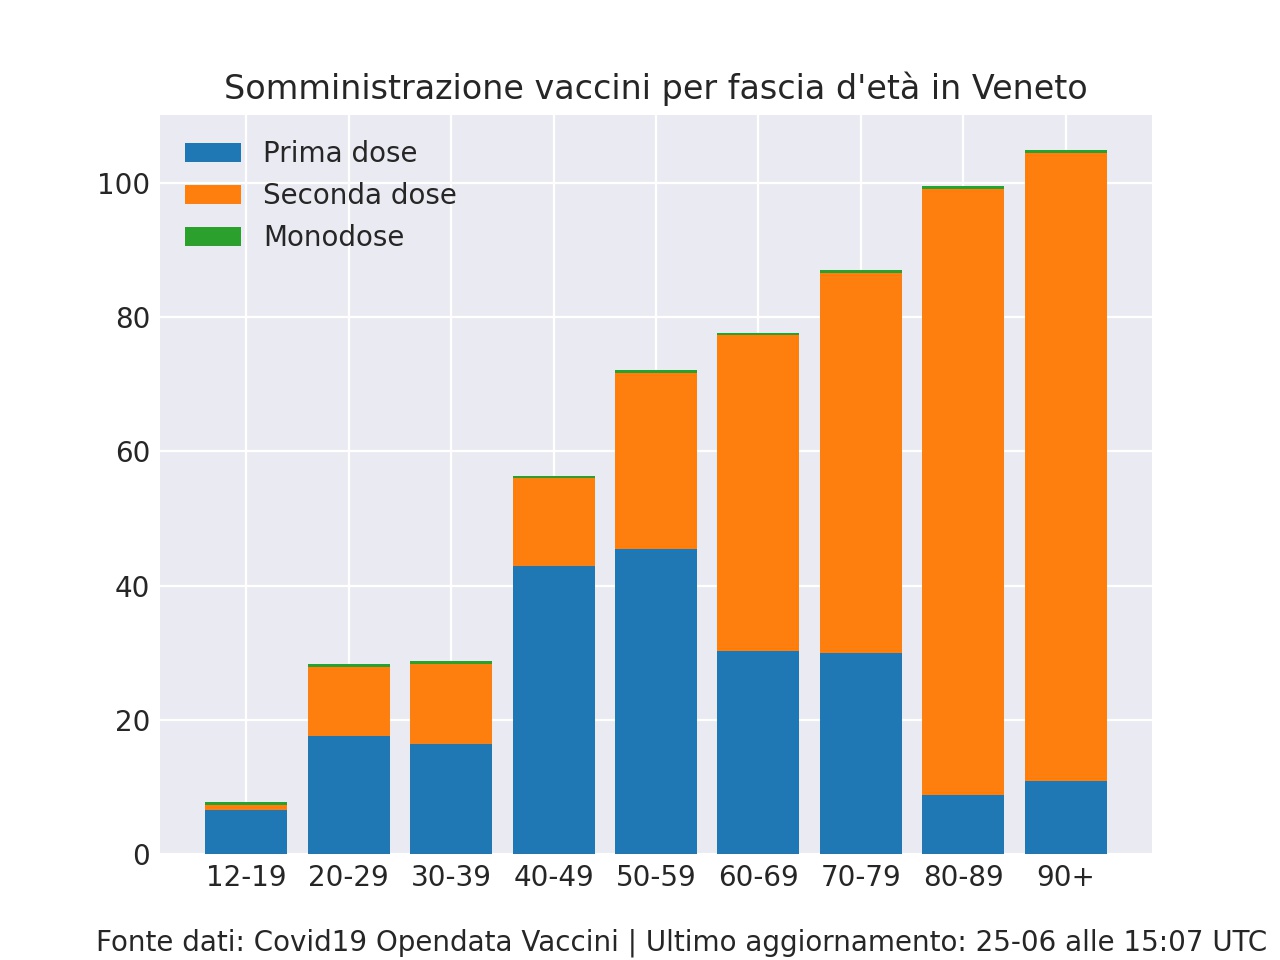 Somministrazione vaccini per fascia d'età in Veneto
Prima dose
Seconda dose
Monodose
100
80
60
40
20
0
12-19 20-29 30-39 40-49 50-59 60-69 70-79 80-89 90+
Fonte dati: Covid19 Opendata Vaccini | Ultimo aggiornamento: 25-06 alle 15:07 UTC